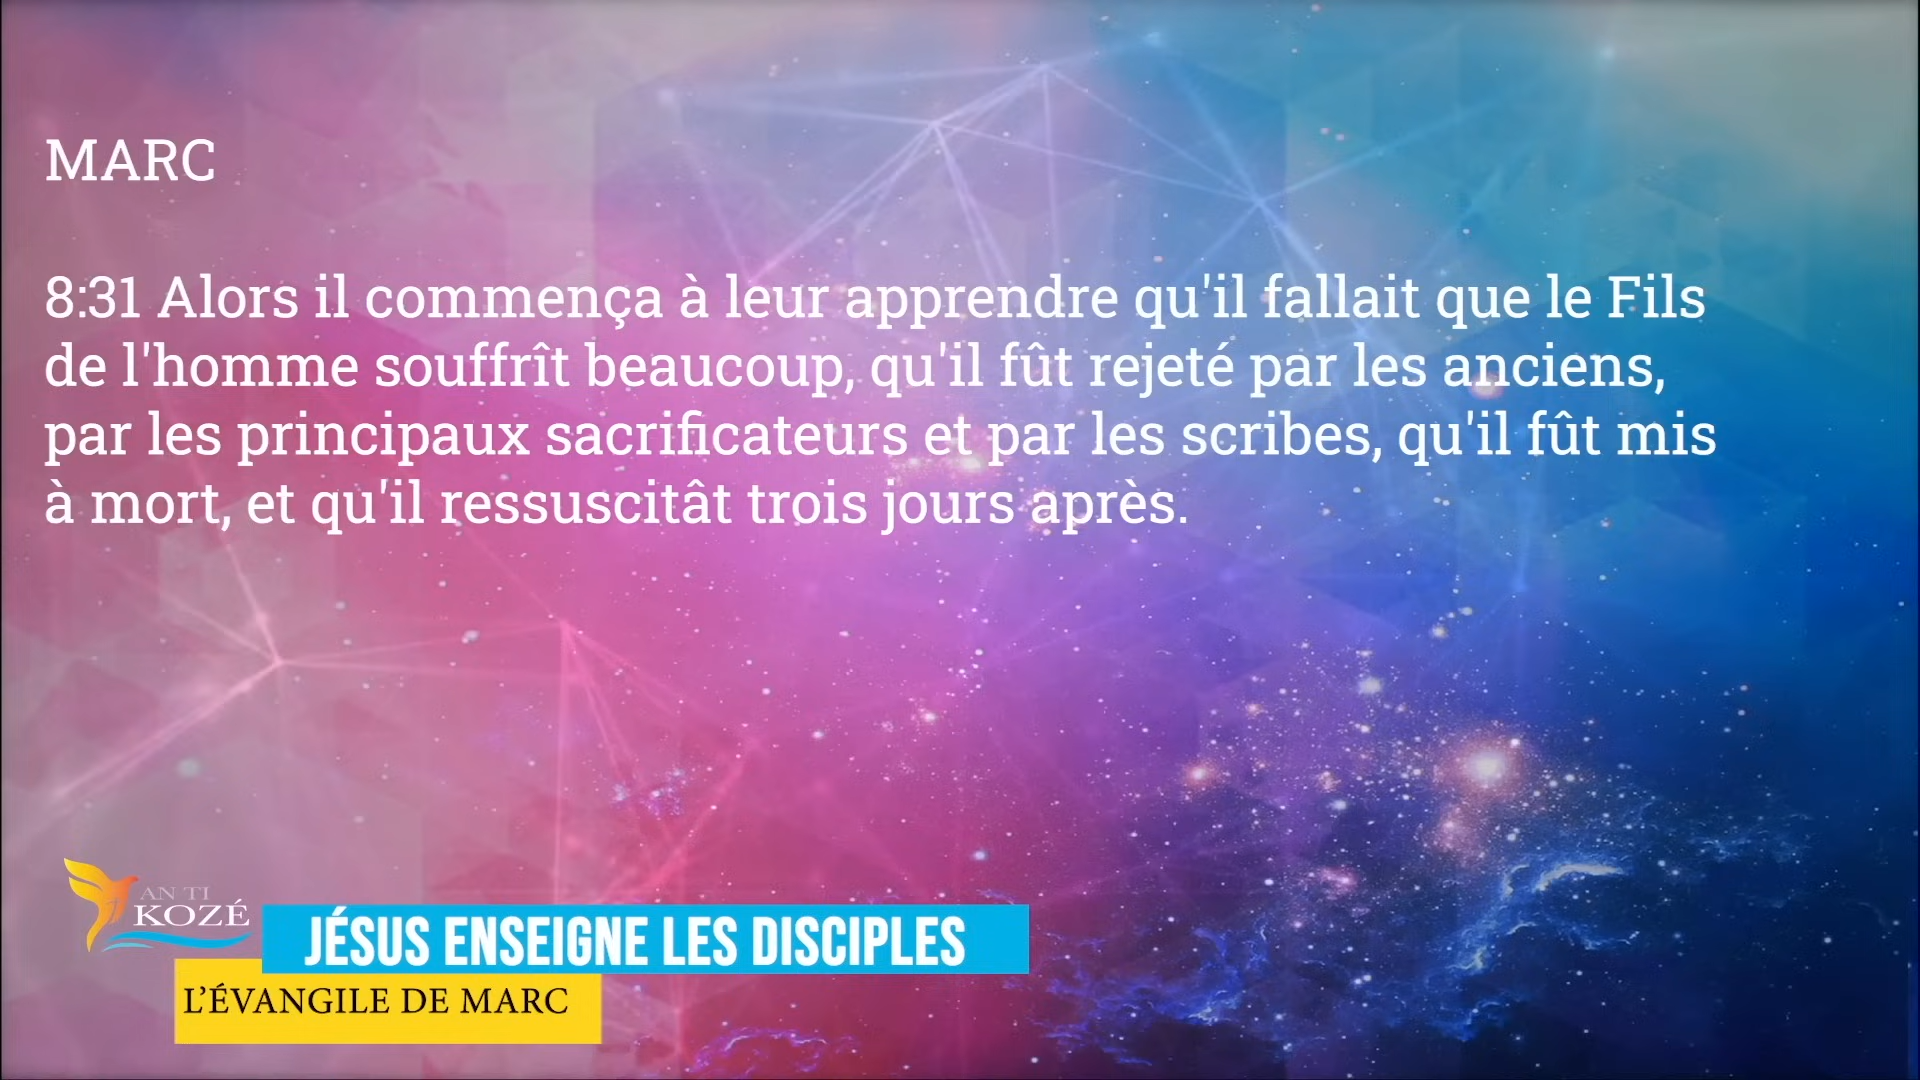 MARC
8:31 Alors il commença à leur apprendre qu'il fallait que le Fils
de l'homme souffrît beaucoup, qu'il fût rejeté par les anciens,
par les principaux sacrificateurs et par les scribes, qu'il fût mis
à mort, et qu'il ressuscitât trois jours après.
AN TI
KOZÉ
JÉSUS ENSEIGNE LES DISCIPLES
L'ÉVANGILE DE MARC